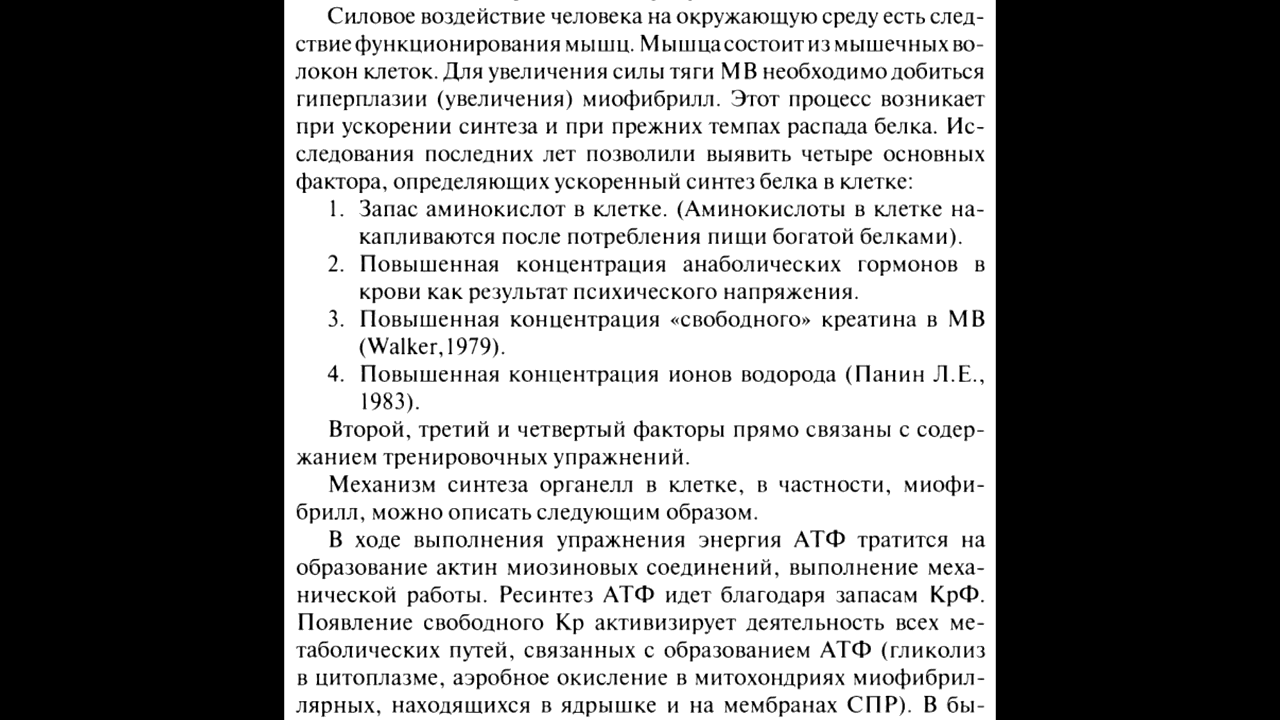 Силовое воздействие человека на окружающую среду есть след-
ствие функционирования мышц. Мышца состоит из мышечных во-
локон клеток. Для увеличения силы тяги МВ необходимо добиться
гиперплазии (увеличения) миофибрилл. Этот процесс возникает
при ускорении синтеза и при прежних темпах распада белка. Ис-
следования последних лет позволили выявить четыре основных
фактора, определяющих ускоренный синтез белка в клетке:
1. Запас аминокислот в клетке. (Аминокислоты в клетке на-
капливаются после потребления пищи богатой белками).
2. Повышенная концентрация анаболических гормонов в
крови как результат психического напряжения.
3. Повышенная концентрация «свободного» креатина в МВ
(Walker,1979).
4. Повышенная концентрация ионов водорода (Панин Л.Е.,
1983).
Второй, третий и четвертый факторы прямо связаны с содер-
жанием тренировочных упражнений.
Механизм синтеза органелл в клетке, в частности, миофи-
брилл, можно описать следующим образом.
В ходе выполнения упражнения энергия АТФ тратится на
образование актин миозиновых соединений, выполнение меха-
нической работы. Ресинтез АТФ идет благодаря запасам КрФ.
Появление свободного Кр активизирует деятельность всех ме-
таболических путей, связанных с образованием АТФ (гликолиз
в цитоплазме, аэробное окисление в митохондриях миофибрил-
лярных, находящихся в ядрышке и на мембранах СПР). В бы-